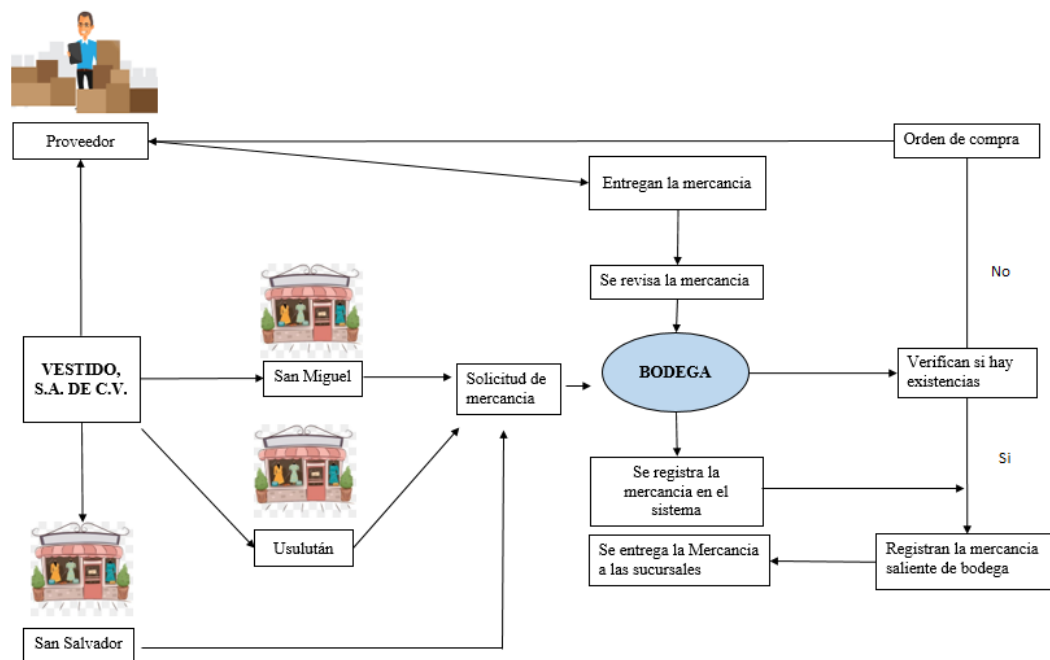 Proveedor
Orden de compra
Entregan la mercancia
Se revisa la mercancia
No
VESTIDO,
S.A. DE C.V.
San Miguel
Solicitud de
mercancia
BODEGA
Verifican si hay
existencias
Si
Se registra la
mercancia en el
sistema
Usulután
Se entrega la Mercancia
a las sucursales
Registran la mercancia
saliente de bodega
San Salvador